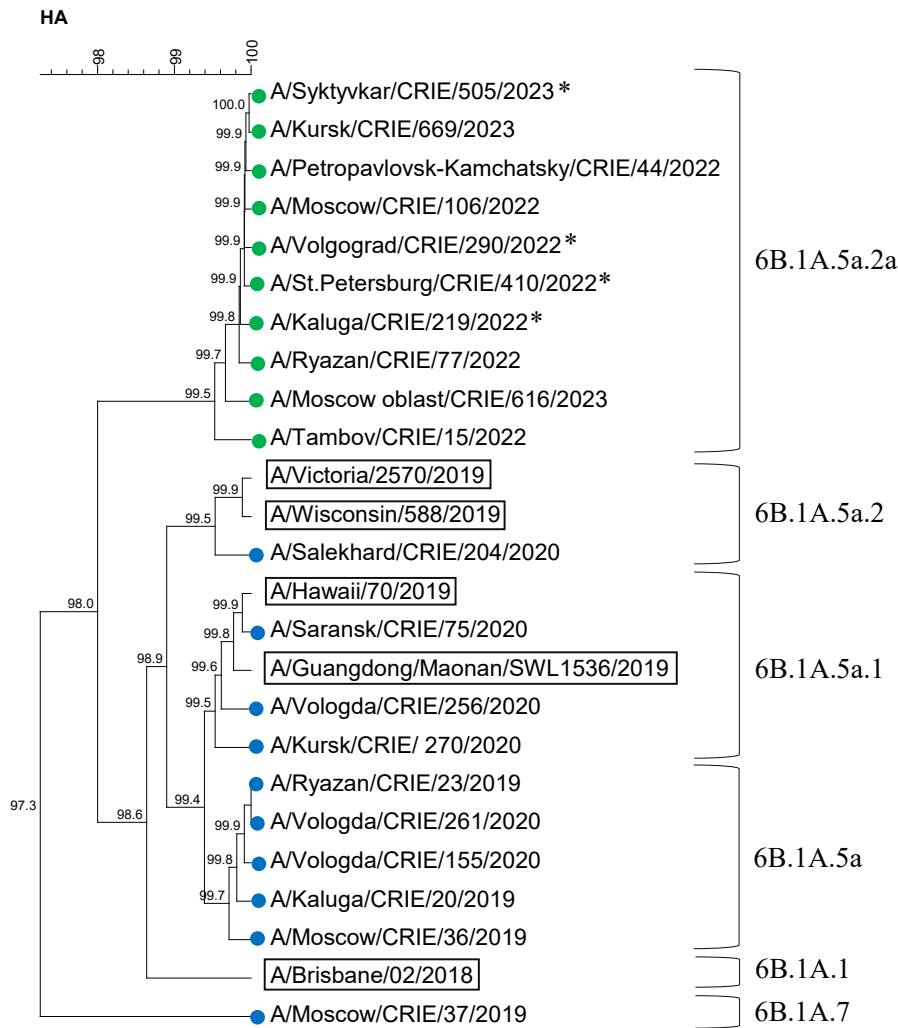 HA
98 99 100
100.0 A/Syktyvkar/CRIE/505/2023 *
99.9 A/Kursk/CRIE/669/2023
99.9 A/Petropavlovsk-Kamchatsky/CRIE/44/2022
99.9 A/Moscow/CRIE/106/2022
99.9 A/Volgograd/CRIE/290/2022 *
6B.1A.5a.2a
99.9 A/St.Petersburg/CRIE/410/2022 *
99.8 A/Kaluga/CRIE/219/2022 *
99.7 A/Ryazan/CRIE/77/2022
99.5 A/Moscow oblast/CRIE/616/2023
A/Tambov/CRIE/15/2022
A/Victoria/2570/2019
99.9
99.5 A/Wisconsin/588/2019
6B.1A.5a.2
A/Salekhard/CRIE/204/2020
A/Hawaii/70/2019
99.9
98.0
99.8 A/Saransk/CRIE/75/2020
98.9
99.6 A/Guangdong/Maonan/SWL1536/2019
6B.1A.5a.1
99.5 A/Vologda/CRIE/256/2020
A/Kursk/CRIE/ 270/2020
A/Ryazan/CRIE/23/2019
97.3
98.6
99.4
99.9 A/Vologda/CRIE/261/2020
99.8 A/Vologda/CRIE/155/2020
6B.1A.5a
99.7 A/Kaluga/CRIE/20/2019
A/Moscow/CRIE/36/2019
A/Brisbane/02/2018
6B.1A.1
A/Moscow/CRIE/37/2019
6B.1A.7